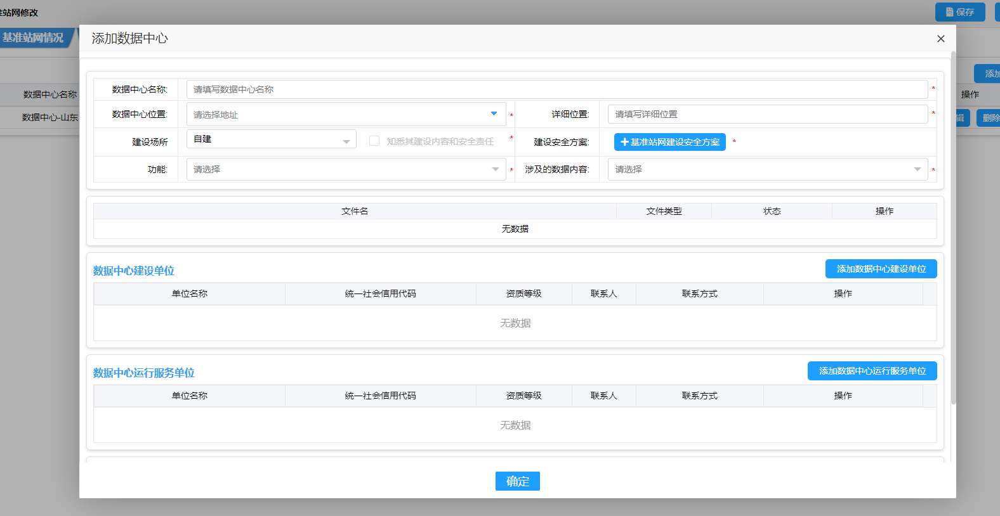 准站网修改
保存
基准站网情况
添加数据中心
添加
数据中心名称
操作
数据中心-山东
辑
删除
数据中心名称:
请填写数据中心名称
*
数据中心位置:
请选择地址
*
详细位置:
请填写详细位置
*
建设场所
自建
知悉其建设内容和安全责任
*
建设安全方案:
基准站网建设安全方案
*
功能:
请选择
*
涉及的数据内容:
请选择
*
文件名
文件类型
状态
操作
无数据
数据中心建设单位
添加数据中心建设单位
单位名称
统一社会信用代码
资质等级
联系人
联系方式
操作
无数据
数据中心运行服务单位
添加数据中心运行服务单位
单位名称
统一社会信用代码
资质等级
联系人
联系方式
操作
无数据
确定